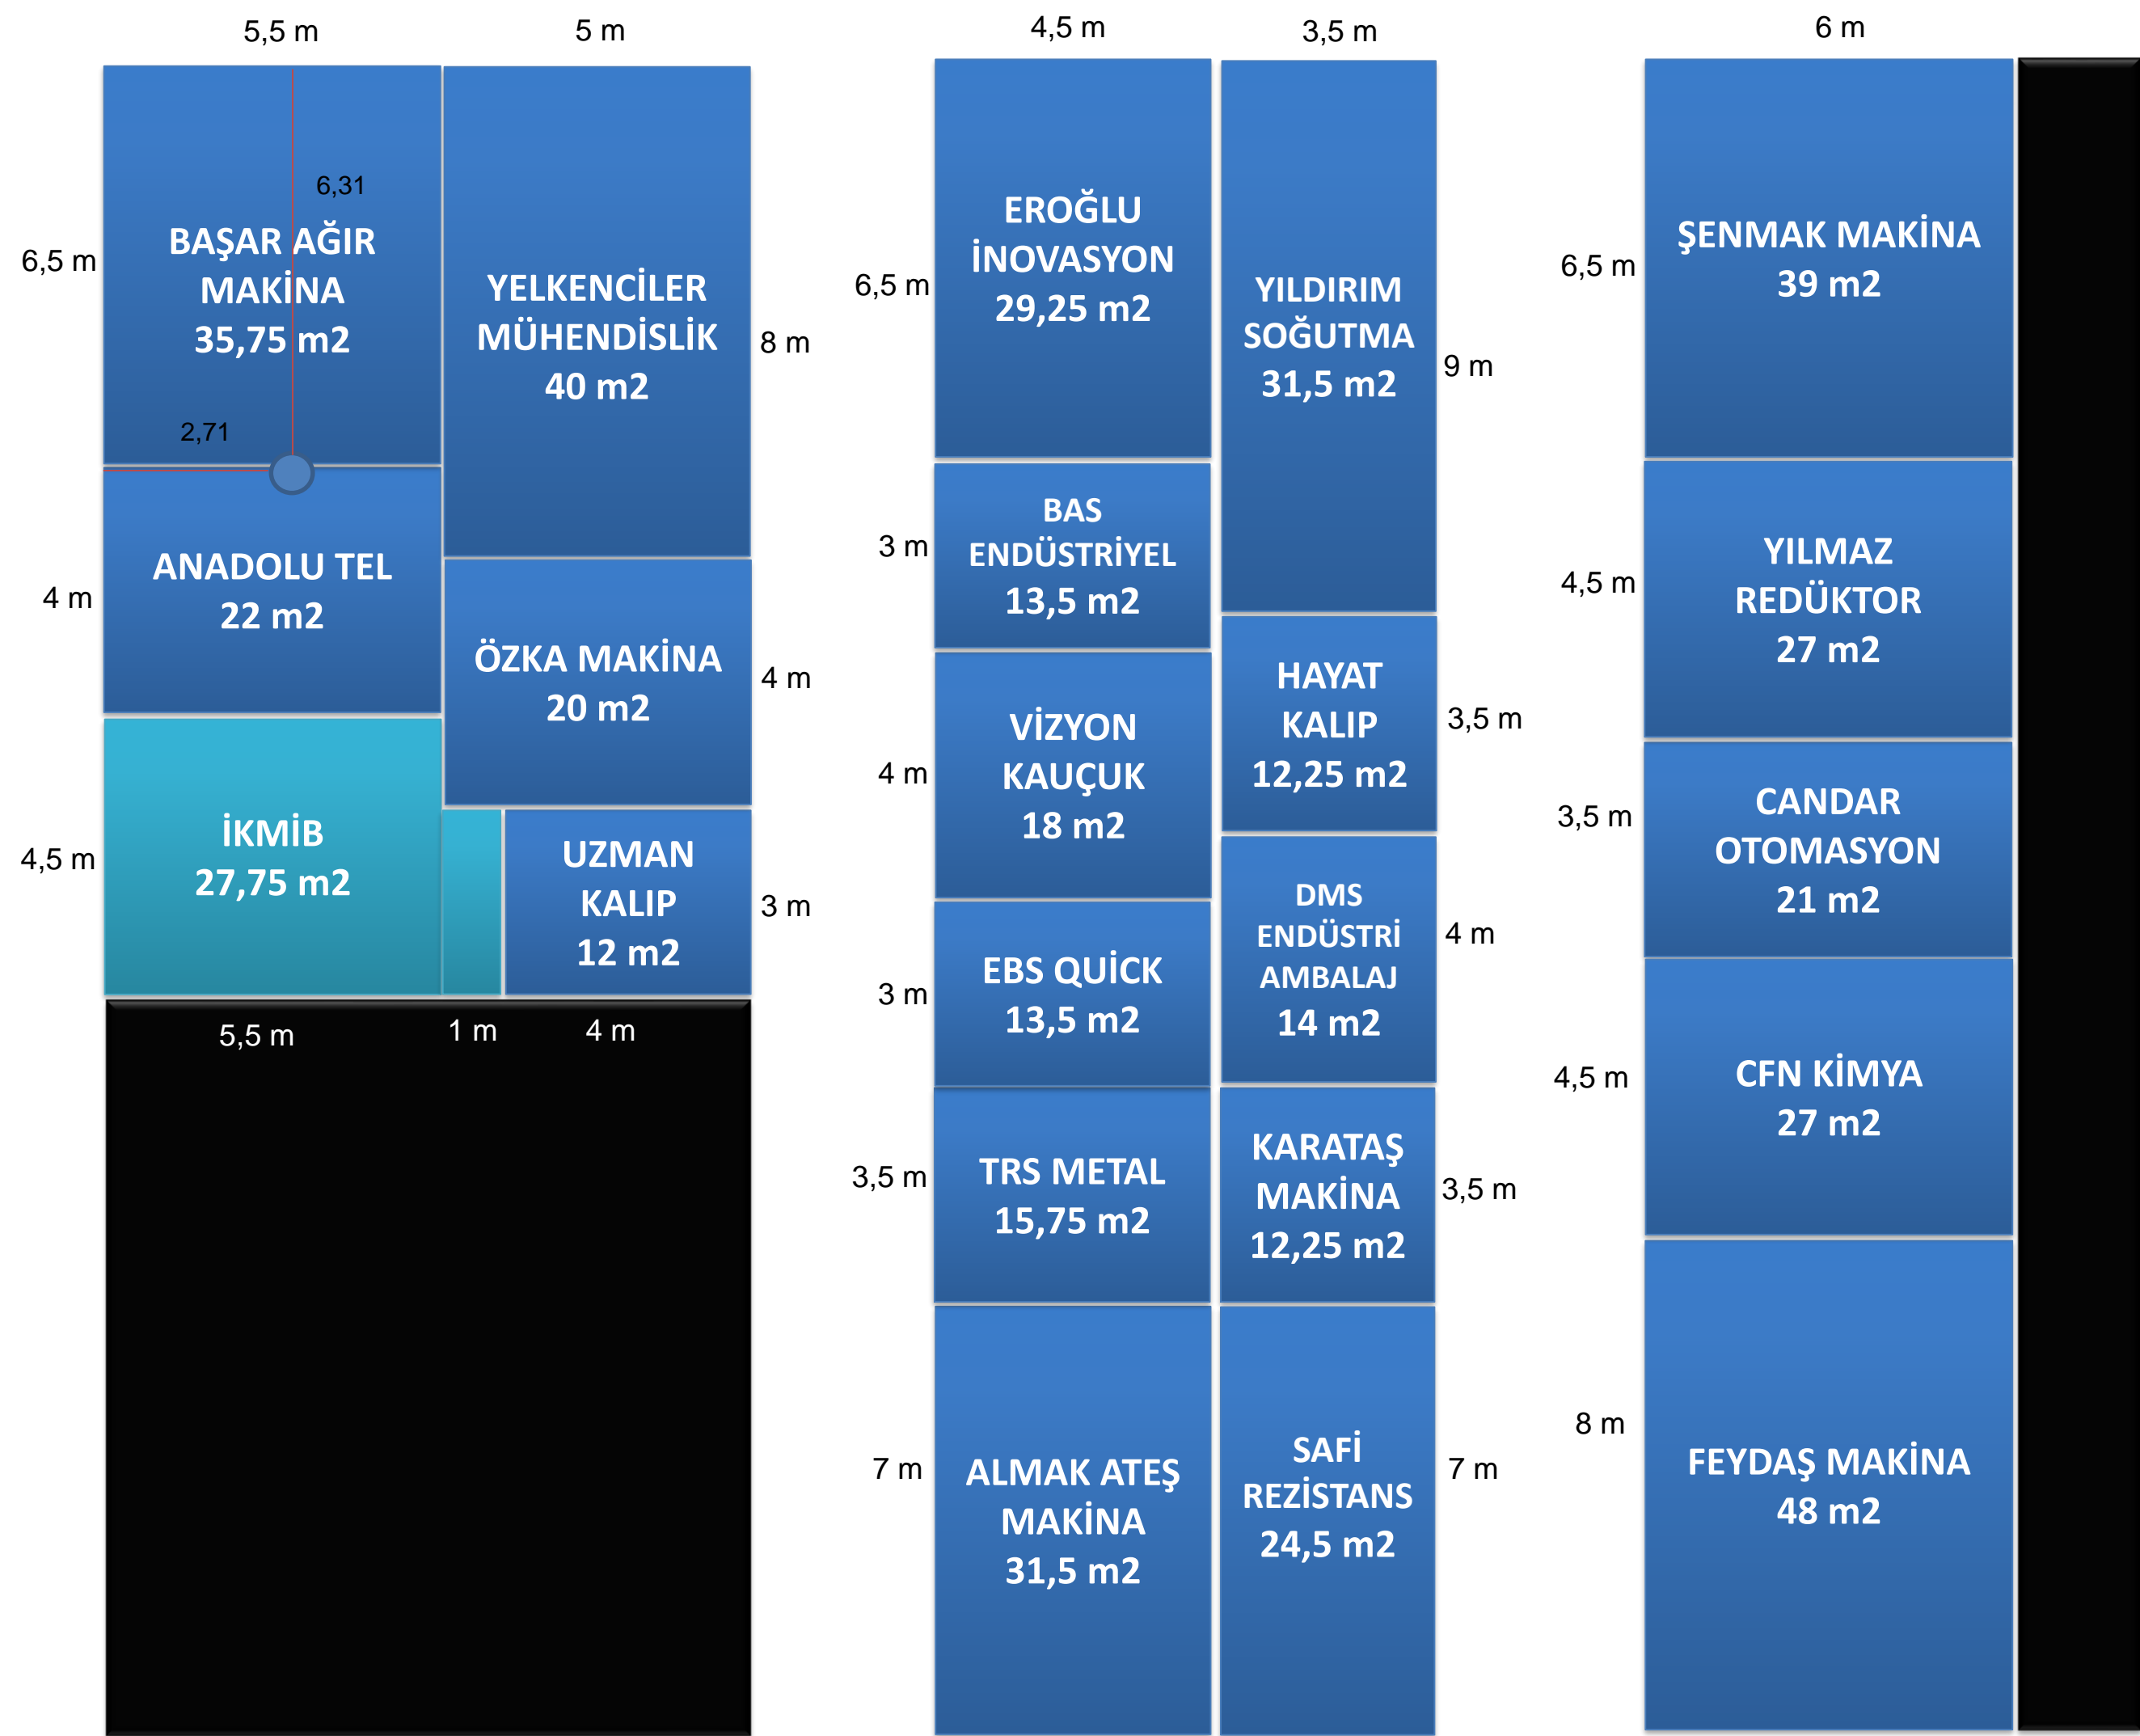 5,5 m
5 m
6,5 m
6,31
BAŞAR AĞIR
MAKİNA
35,75 m2
2,71
YELKENCİLER
MÜHENDİSLİK
40 m2
8 m
4 m
ANADOLU TEL
22 m2
ÖZKA MAKİNA
20 m2
4 m
4,5 m
İKMİB
27,75 m2
UZMAN
KALIP
12 m2
3 m
5,5 m
1 m
4 m
4,5 m
3,5 m
6,5 m
EROĞLU
İNOVASYON
29,25 m2
YILDIRIM
SOĞUTMA
31,5 m2
9 m
3 m
BAS
ENDÜSTRİYEL
13,5 m2
4 m
VİZYON
KAUÇUK
18 m2
HAYAT
KALIP
12,25 m2
3,5 m
3 m
EBS QUİCK
13,5 m2
DMS
ENDÜSTRİ
AMBALAJ
14 m2
4 m
3,5 m
TRS METAL
15,75 m2
KARATAŞ
MAKİNA
12,25 m2
3,5 m
7 m
ALMAK ATEŞ
MAKİNA
31,5 m2
SAFİ
REZİSTANS
24,5 m2
7 m
6 m
6,5 m
ŞENMAK MAKİNA
39 m2
4,5 m
YILMAZ
REDÜKTOR
27 m2
3,5 m
CANDAR
OTOMASYON
21 m2
4,5 m
CFN KİMYA
27 m2
8 m
FEYDAŞ MAKİNA
48 m2